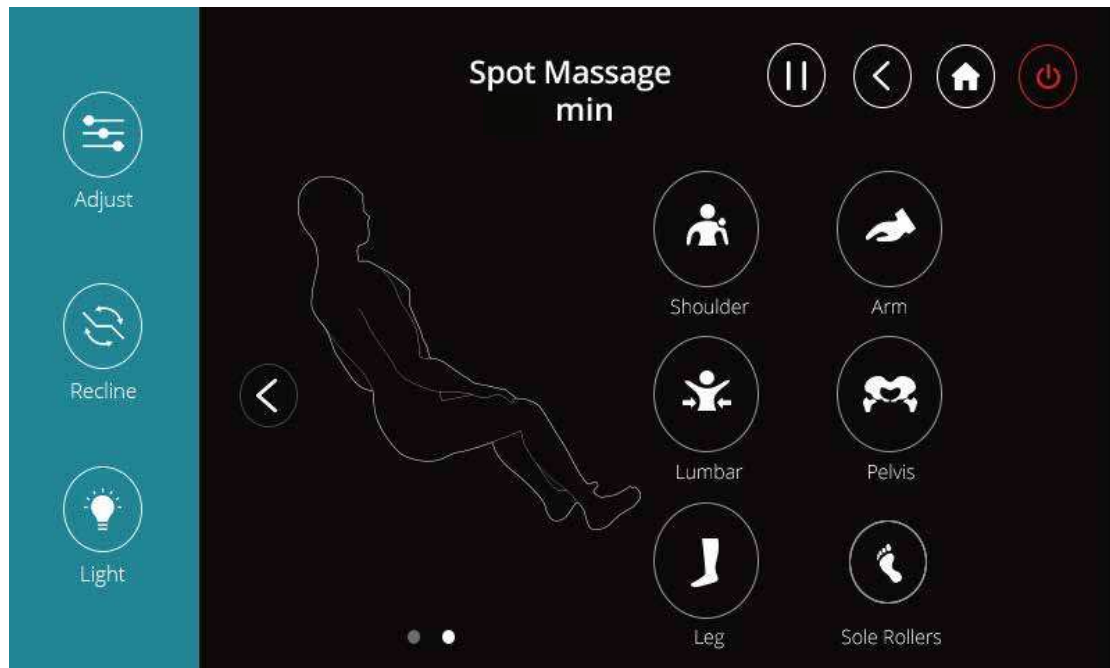 Spot Massage
min
Adjust
Recline
Light
Shoulder
Arm
Lumbar
Pelvis
Leg
Sole Rollers